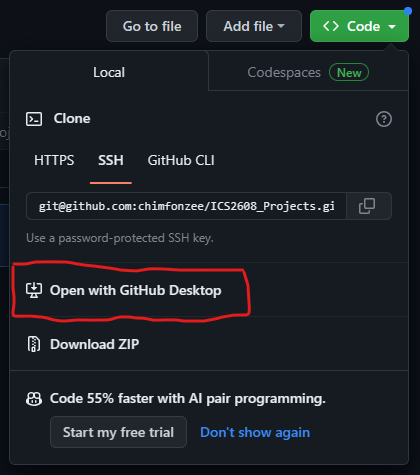 Go to file
Add file
<> Code
Local
Codespaces New
Clone
HTTPS SSH GitHub CLI
git@github.com:chimfonzee/ICS2608_Projects.gi
Use a password-protected SSH key.
Open with GitHub Desktop
Download ZIP
Code 55% faster with AI pair programming.
Start my free trial
Don't show again